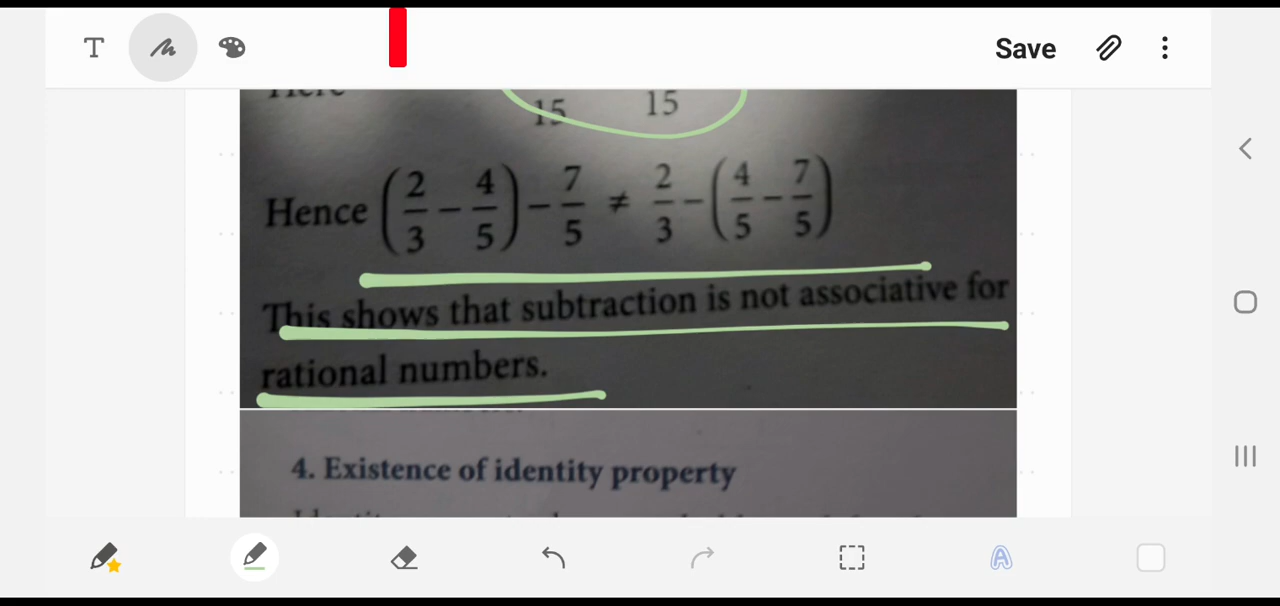 T
Save
15 15
Hence (2/3 − 4/5) − 7/5 ≠ 2/3 − (4/5 − 7/5)
This shows that subtraction is not associative for
rational numbers.
4. Existence of identity property
A